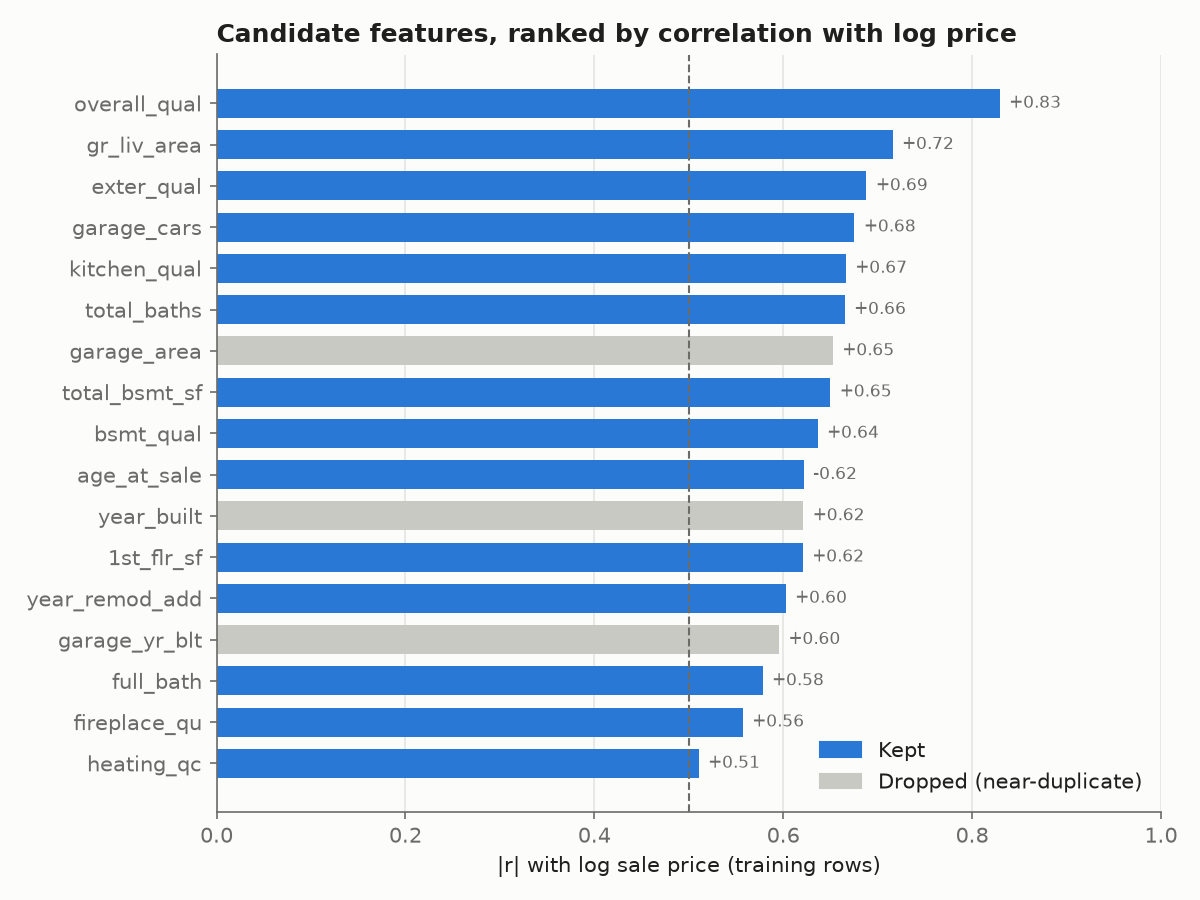 Candidate features, ranked by correlation with log price
overall_qual +0.83
gr_liv_area +0.72
exter_qual +0.69
garage_cars +0.68
kitchen_qual +0.67
total_baths +0.66
garage_area +0.65
total_bsmt_sf +0.65
bsmt_qual +0.64
age_at_sale -0.62
year_built +0.62
1st_flr_sf +0.62
year_remod_add +0.60
garage_yr_blt +0.60
full_bath +0.58
fireplace_qu +0.56
heating_qc +0.51
Kept
Dropped (near-duplicate)
0.0 0.2 0.4 0.6 0.8 1.0
|r| with log sale price (training rows)